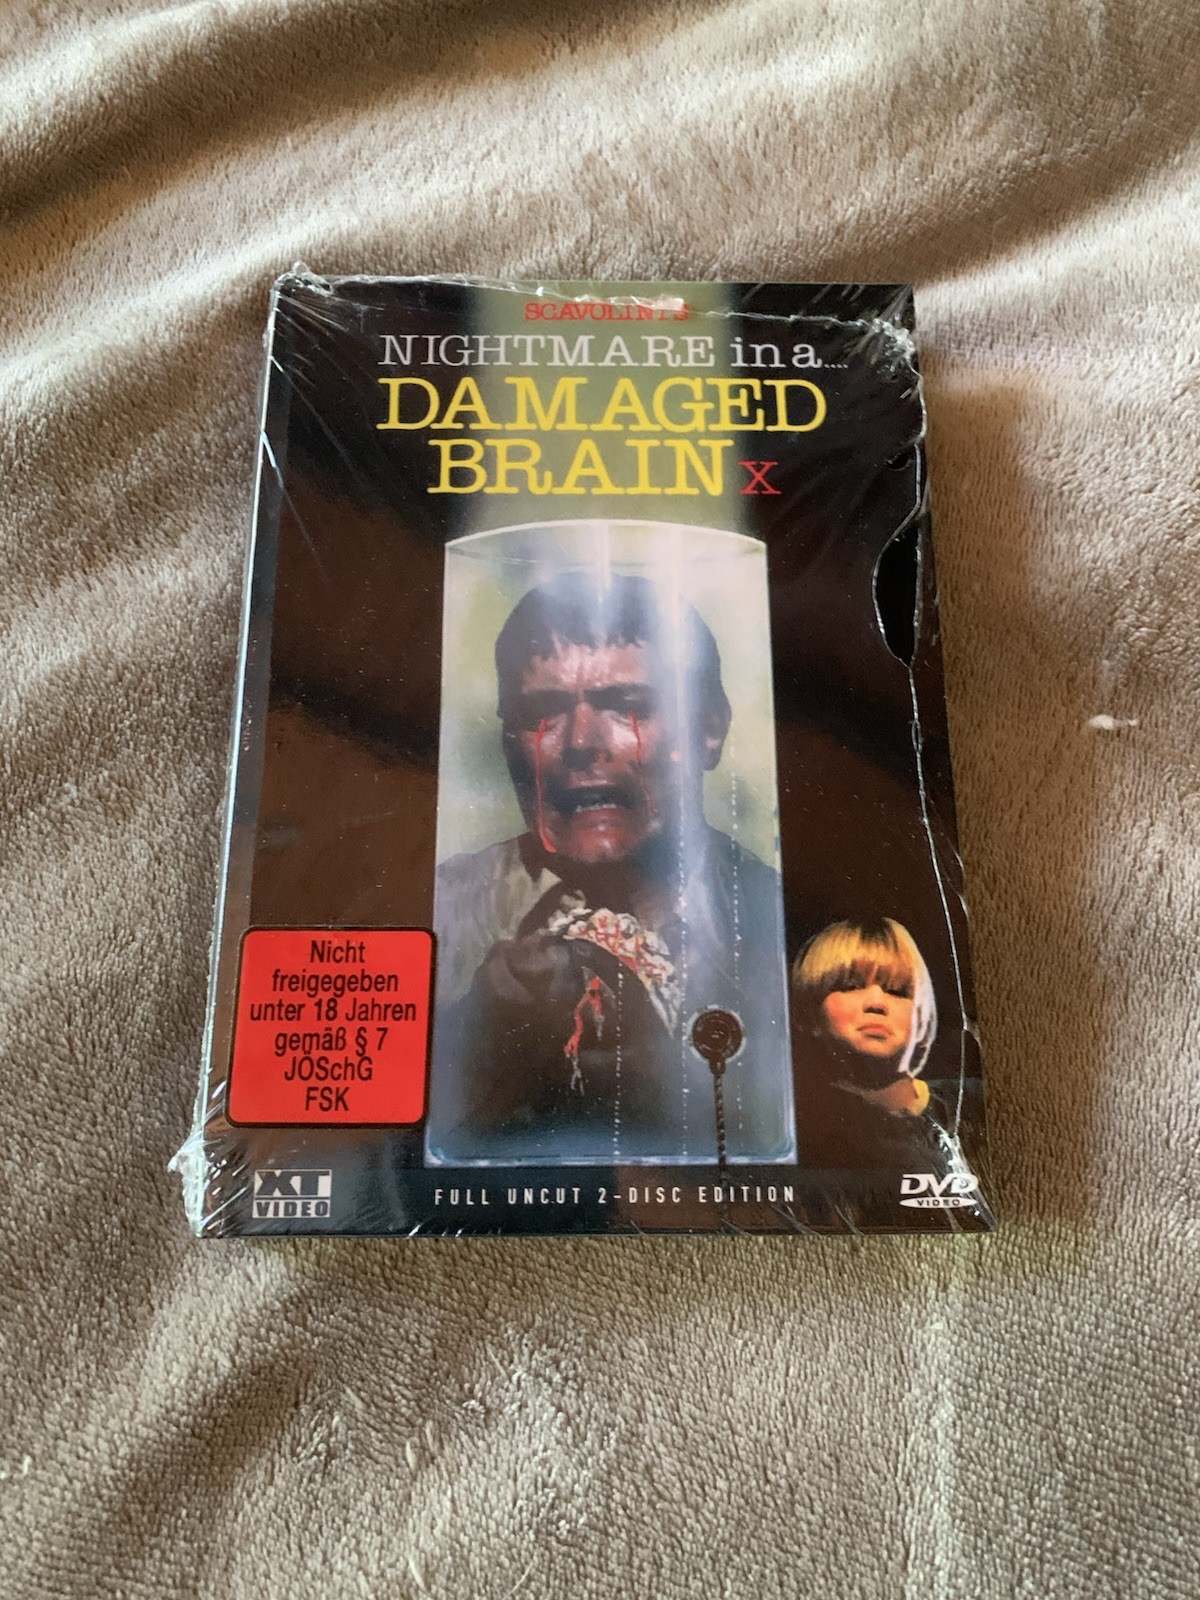 SCAVOLINI'S
NIGHTMARE in a....
DAMAGED
BRAIN X
Nicht
freigegeben
unter 18 Jahren
gemäß § 7
JÖSchG
FSK
XT
VIDEO
FULL UNCUT 2-DISC EDITION
DVD
VIDEO